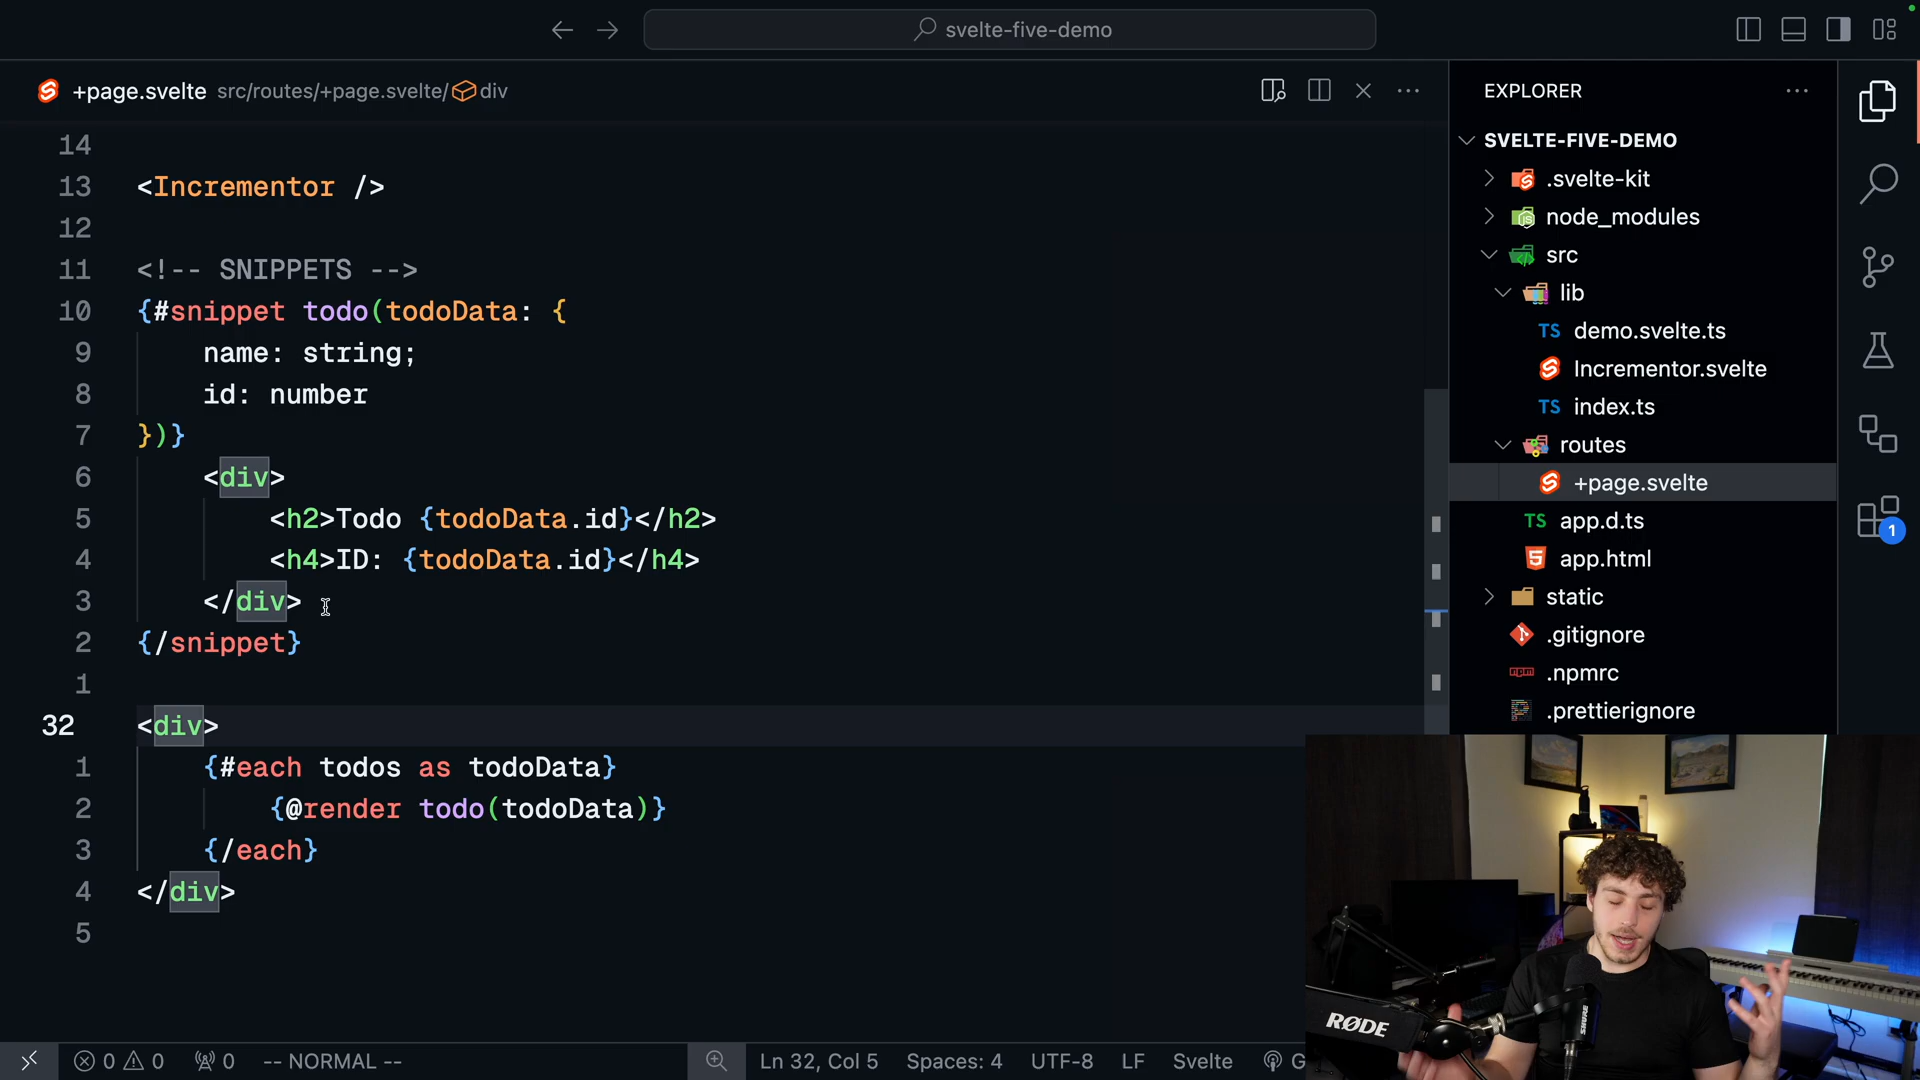 svelte-five-demo
+page.svelte src/routes/+page.svelte/ div
14
13 <Incrementor />
12
11 <!-- SNIPPETS -->
10 {#snippet todo(todoData: {
9 name: string;
8 id: number
7 })}
6 <div>
5 <h2>Todo {todoData.id}</h2>
4 <h4>ID: {todoData.id}</h4>
3 </div>
2 {/snippet}
1
32 <div>
1 {#each todos as todoData}
2 {@render todo(todoData)}
3 {/each}
4 </div>
5
EXPLORER
SVELTE-FIVE-DEMO
.svelte-kit
node_modules
src
lib
TS demo.svelte.ts
Incrementor.svelte
TS index.ts
routes
+page.svelte
TS app.d.ts
app.html
static
.gitignore
.npmrc
.prettierignore
1
RØDE
SHURE
0 0 0 -- NORMAL -- Ln 32, Col 5 Spaces: 4 UTF-8 LF Svelte G